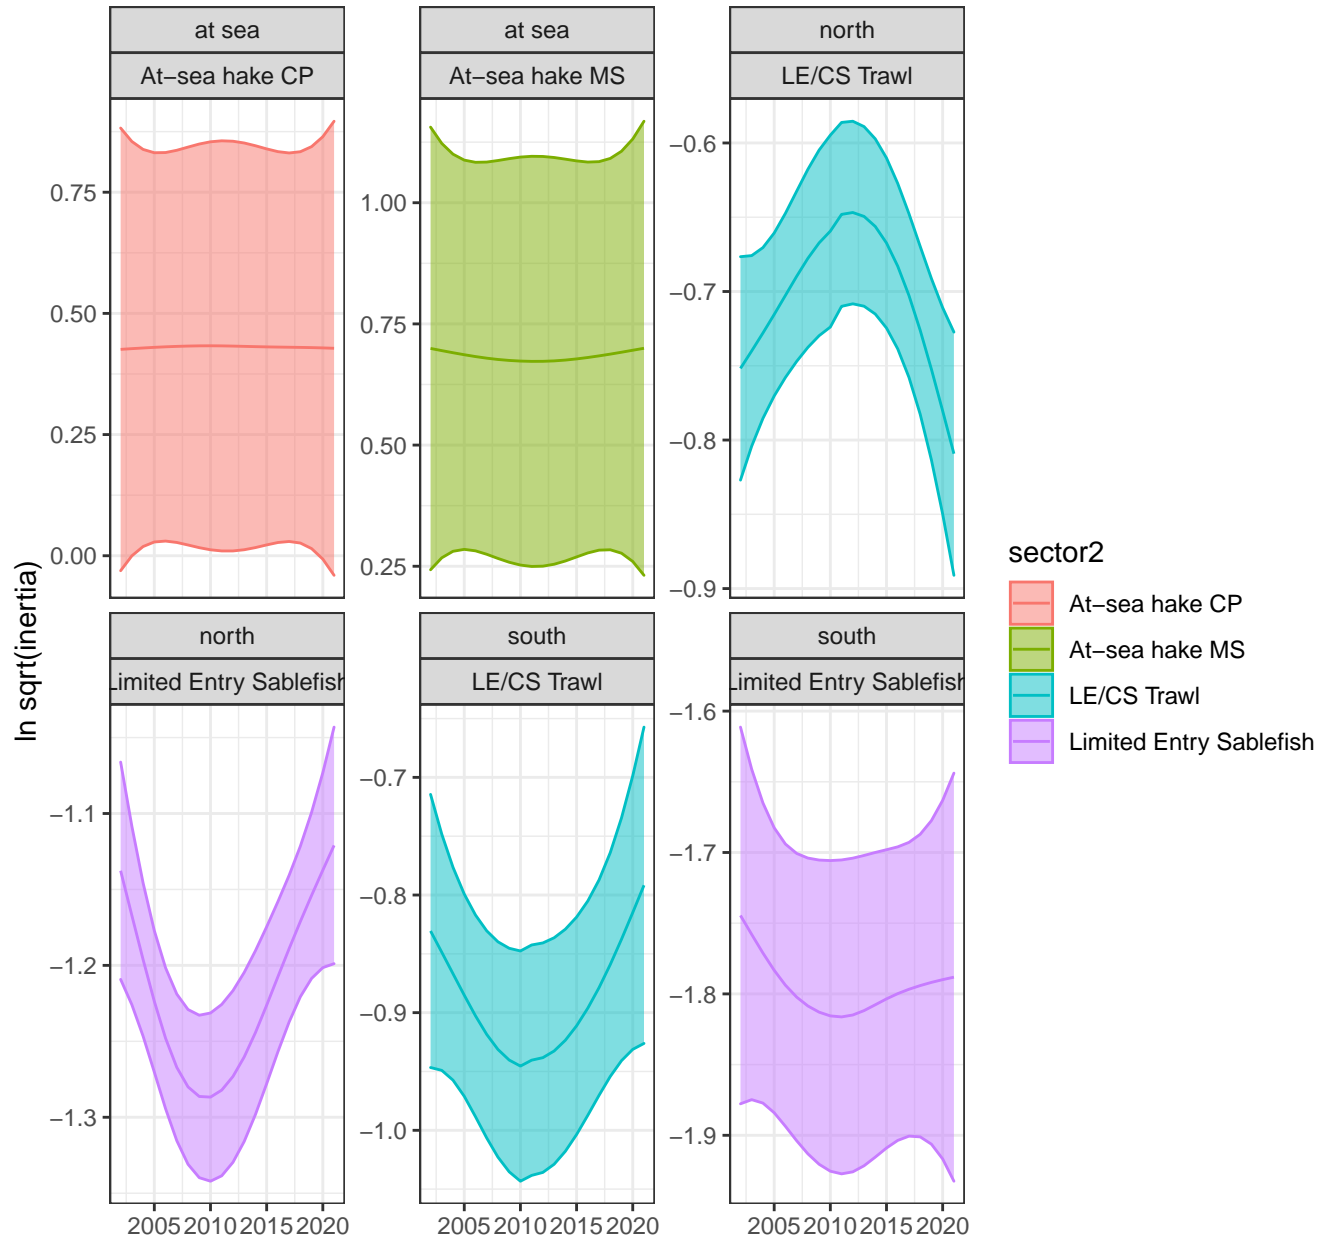 at sea
At−sea hake CP
at sea
At−sea hake MS
north
LE/CS Trawl
0.75
0.50
0.25
0.00
1.00
0.75
0.50
0.25
−0.6
−0.7
−0.8
−0.9
ln sqrt(inertia)
north
Limited Entry Sablefish
south
LE/CS Trawl
south
Limited Entry Sablefish
−1.1
−1.2
−1.3
−0.7
−0.8
−0.9
−1.0
−1.6
−1.7
−1.8
−1.9
2005 2010 2015 2020
2005 2010 2015 2020
2005 2010 2015 2020
sector2
At−sea hake CP
At−sea hake MS
LE/CS Trawl
Limited Entry Sablefish